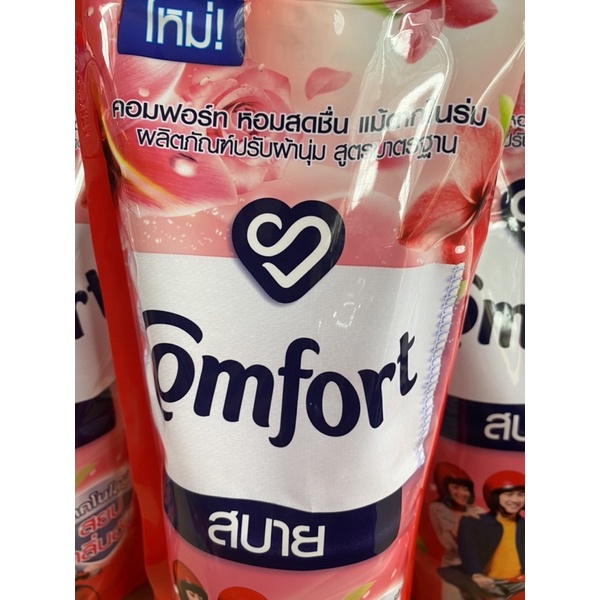 ใหม่!
คอมฟอร์ท หอมสดชื่น แม้ตากในร่ม
ผลิตภัณฑ์ปรับผ้านุ่ม สูตรมาตรฐาน
Comfort
สบาย